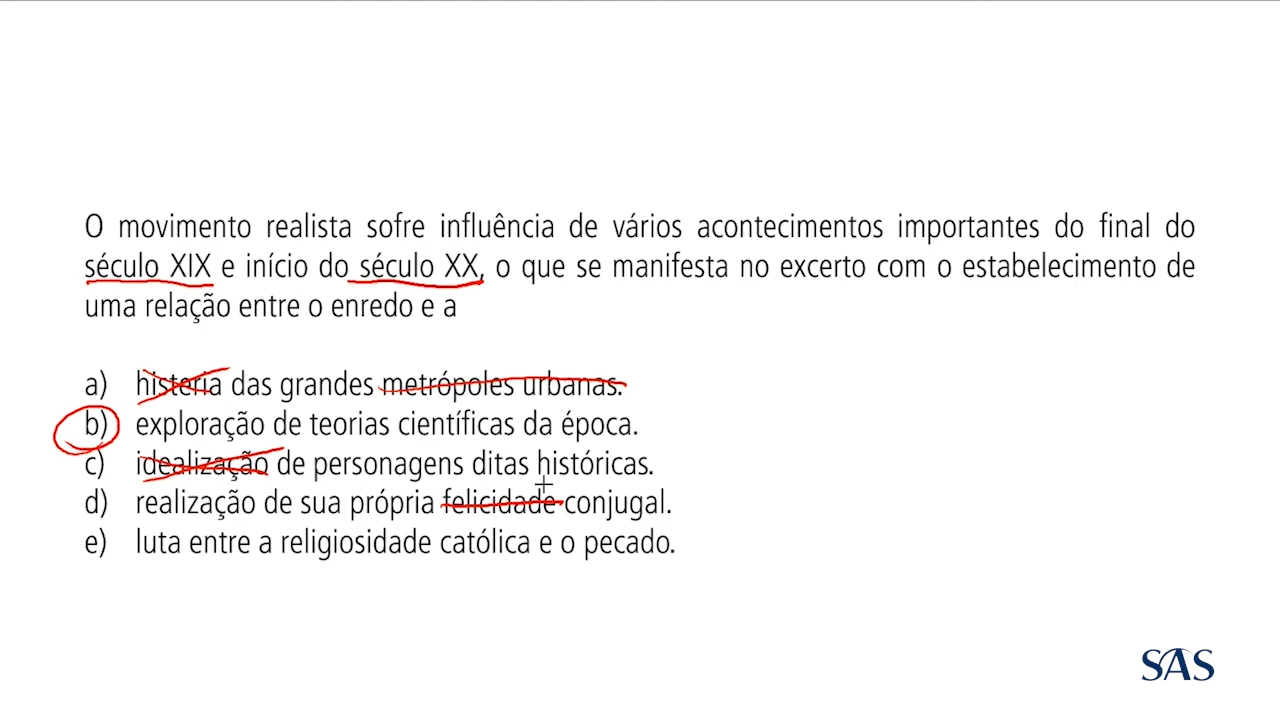 O movimento realista sofre influência de vários acontecimentos importantes do final do
século XIX e início do século XX, o que se manifesta no excerto com o estabelecimento de
uma relação entre o enredo e a
a) histeria das grandes metrópoles urbanas.
b) exploração de teorias científicas da época.
c) idealização de personagens ditas históricas.
d) realização de sua própria felicidade conjugal.
e) luta entre a religiosidade católica e o pecado.
SAS